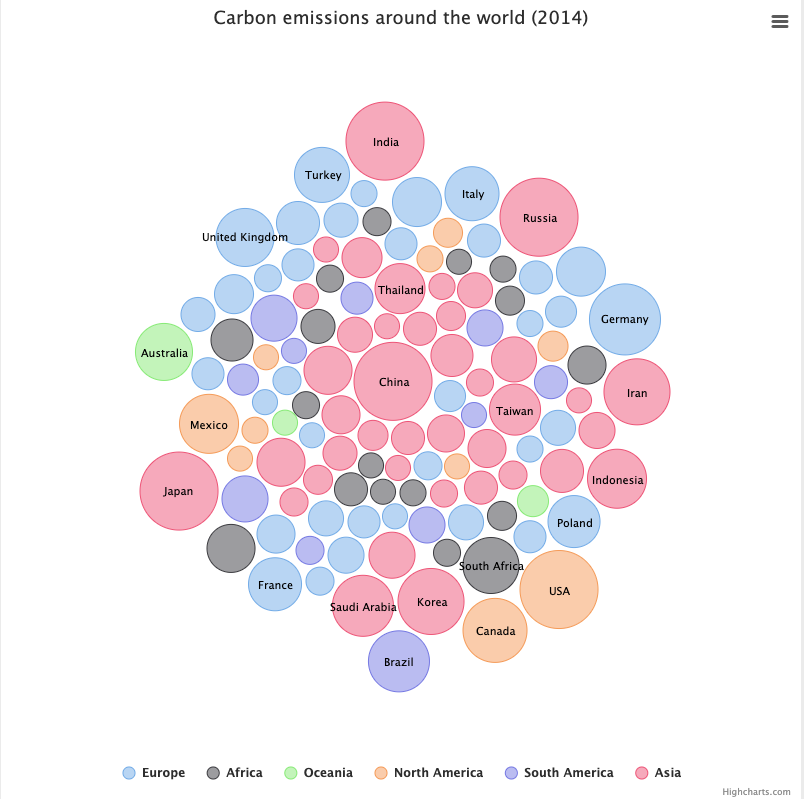 Carbon emissions around the world (2014)
India
Turkey
Italy
Russia
United Kingdom
Thailand
Germany
Australia
China
Iran
Taiwan
Mexico
Indonesia
Japan
Poland
South Africa
France
USA
Saudi Arabia
Korea
Canada
Brazil
Europe Africa Oceania North America South America Asia
Highcharts.com